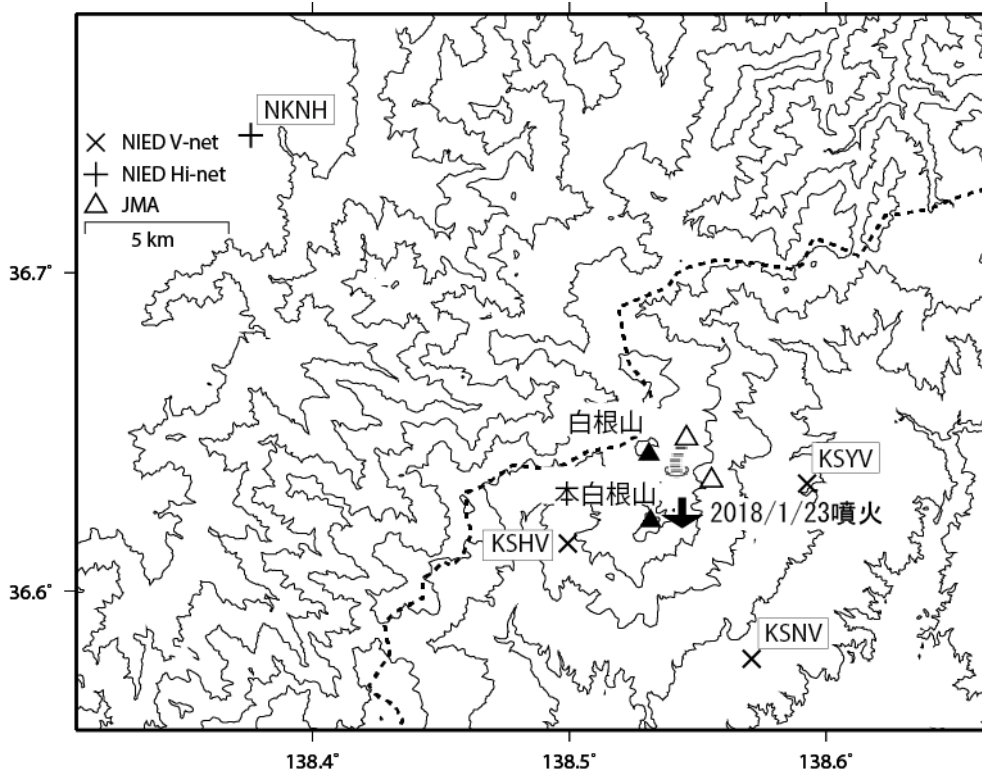 NKNH
NIED V-net
NIED Hi-net
JMA
5 km
36.7°
白根山
KSYV
本白根山
2018/1/23噴火
KSHV
36.6°
KSNV
138.4°
138.5°
138.6°